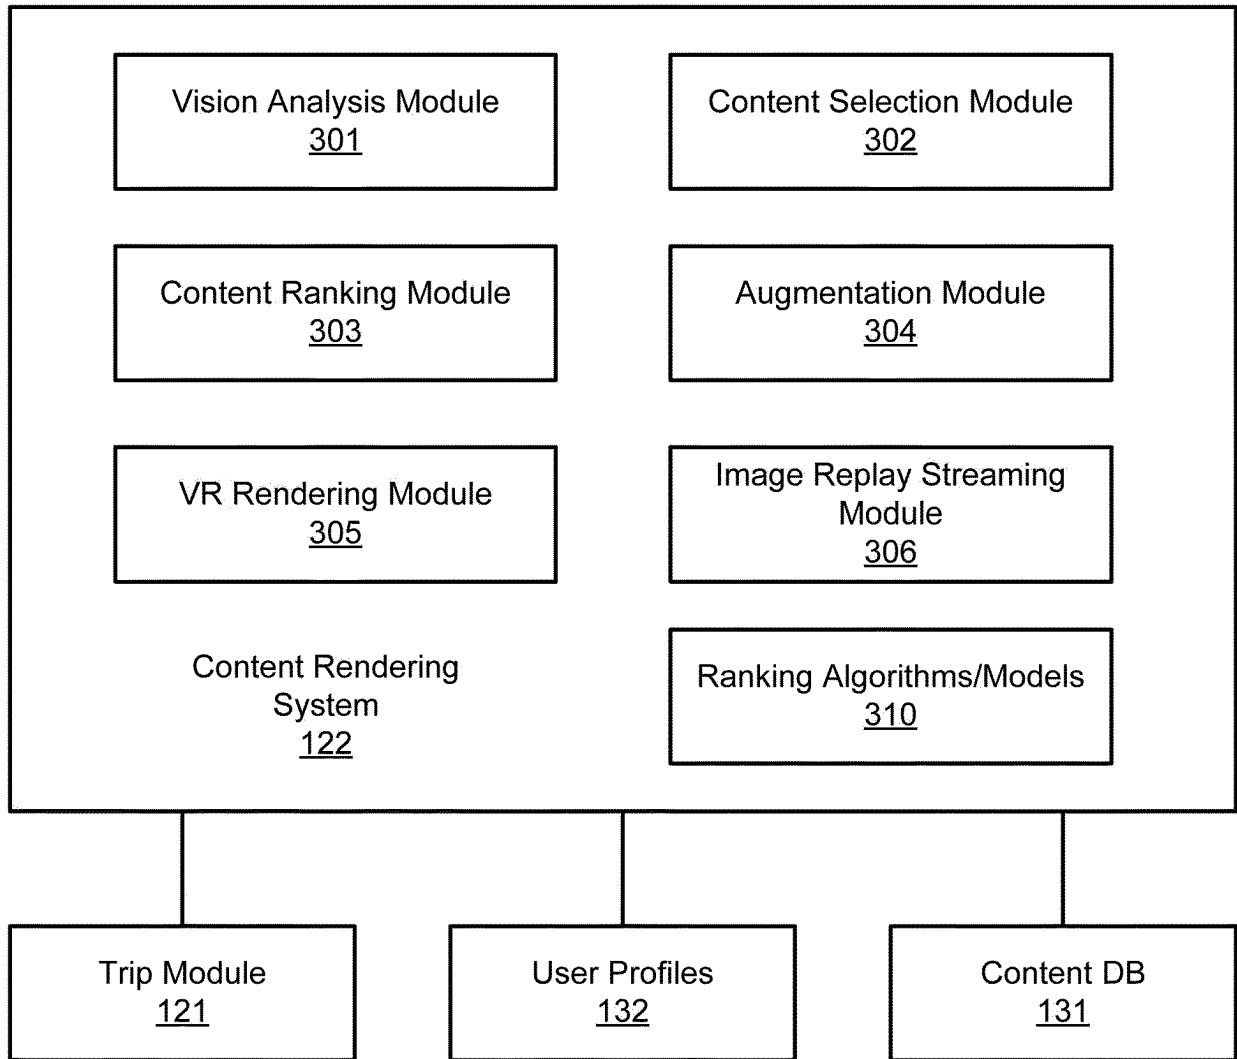 Vision Analysis Module
301
Content Selection Module
302
Content Ranking Module
303
Augmentation Module
304
VR Rendering Module
305
Image Replay Streaming
Module
306
Content Rendering
System
122
Ranking Algorithms/Models
310
Trip Module
121
User Profiles
132
Content DB
131